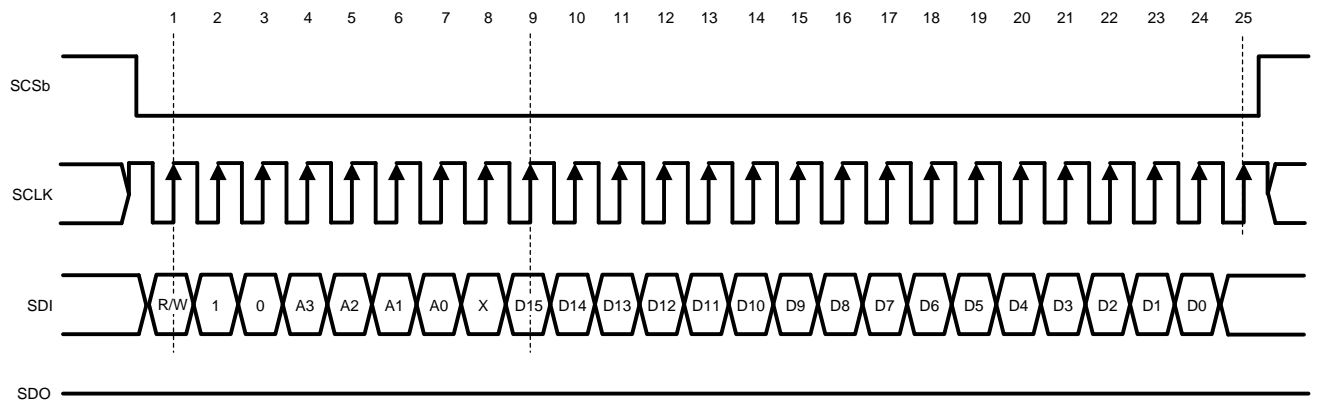 1 2 3 4 5 6 7 8 9 10 11 12 13 14 15 16 17 18 19 20 21 22 23 24 25
SCSb
SCLK
SDI R/W 1 0 A3 A2 A1 A0 X D15 D14 D13 D12 D11 D10 D9 D8 D7 D6 D5 D4 D3 D2 D1 D0
SDO